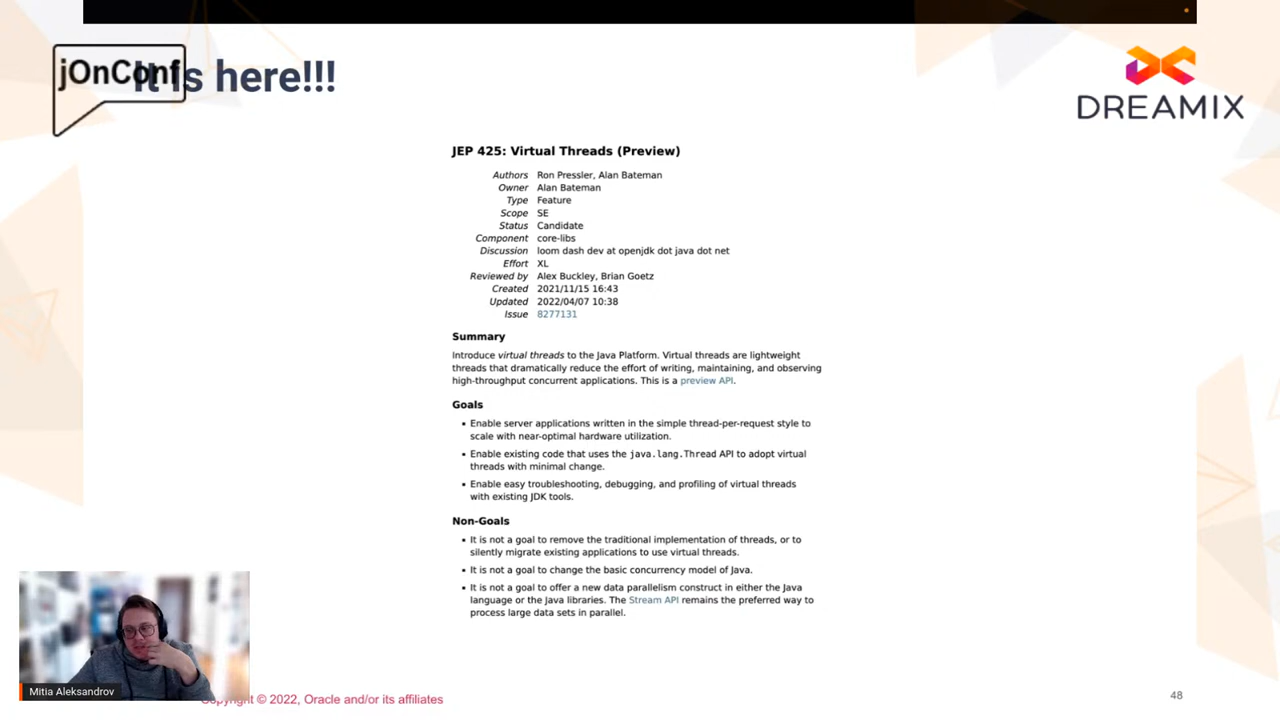 jOnConf
It is here!!!
DREAMIX
JEP 425: Virtual Threads (Preview)
Authors Ron Pressler, Alan Bateman
Owner Alan Bateman
Type Feature
Scope SE
Status Candidate
Component core-libs
Discussion loom dash dev at openjdk dot java dot net
Effort XL
Reviewed by Alex Buckley, Brian Goetz
Created 2021/11/15 16:43
Updated 2022/04/07 10:38
Issue 8277131
Summary
Introduce virtual threads to the Java Platform. Virtual threads are lightweight
threads that dramatically reduce the effort of writing, maintaining, and observing
high-throughput concurrent applications. This is a preview API.
Goals
• Enable server applications written in the simple thread-per-request style to
scale with near-optimal hardware utilization.
• Enable existing code that uses the java.lang.Thread API to adopt virtual
threads with minimal change.
• Enable easy troubleshooting, debugging, and profiling of virtual threads
with existing JDK tools.
Non-Goals
• It is not a goal to remove the traditional implementation of threads, or to
silently migrate existing applications to use virtual threads.
• It is not a goal to change the basic concurrency model of Java.
• It is not a goal to offer a new data parallelism construct in either the Java
language or the Java libraries. The Stream API remains the preferred way to
process large data sets in parallel.
Mitia Aleksandrov
Copyright © 2022, Oracle and/or its affiliates
48